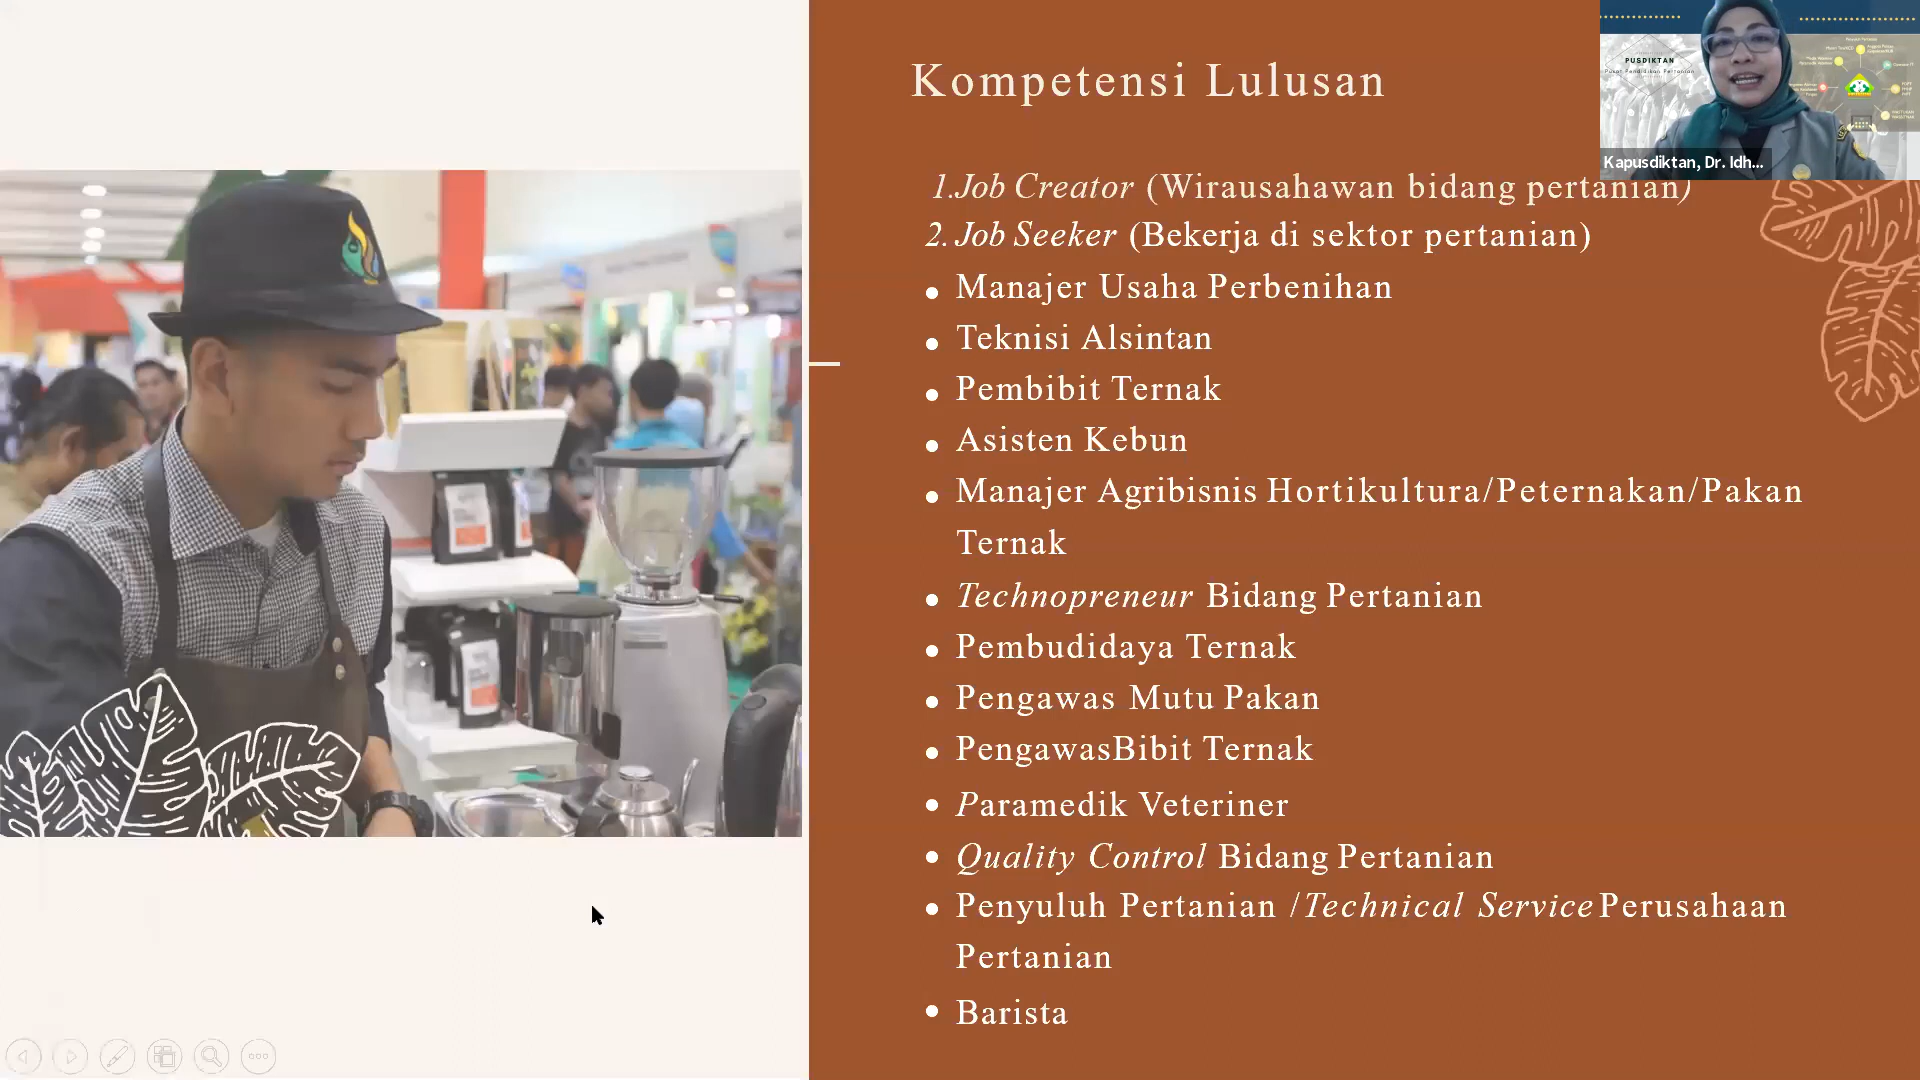 Kompetensi Lulusan
1.Job Creator (Wirausahawan bidang pertanian)
2. Job Seeker (Bekerja di sektor pertanian)
• Manajer Usaha Perbenihan
• Teknisi Alsintan
• Pembibit Ternak
• Asisten Kebun
• Manajer Agribisnis Hortikultura/Peternakan/Pakan
Ternak
• Technopreneur Bidang Pertanian
• Pembudidaya Ternak
• Pengawas Mutu Pakan
• PengawasBibit Ternak
• Paramedik Veteriner
• Quality Control Bidang Pertanian
• Penyuluh Pertanian /Technical Service Perusahaan
Pertanian
• Barista
PUSDIKTAN
Pusat Pendidikan Pertanian
Kapusdiktan, Dr. Idh...